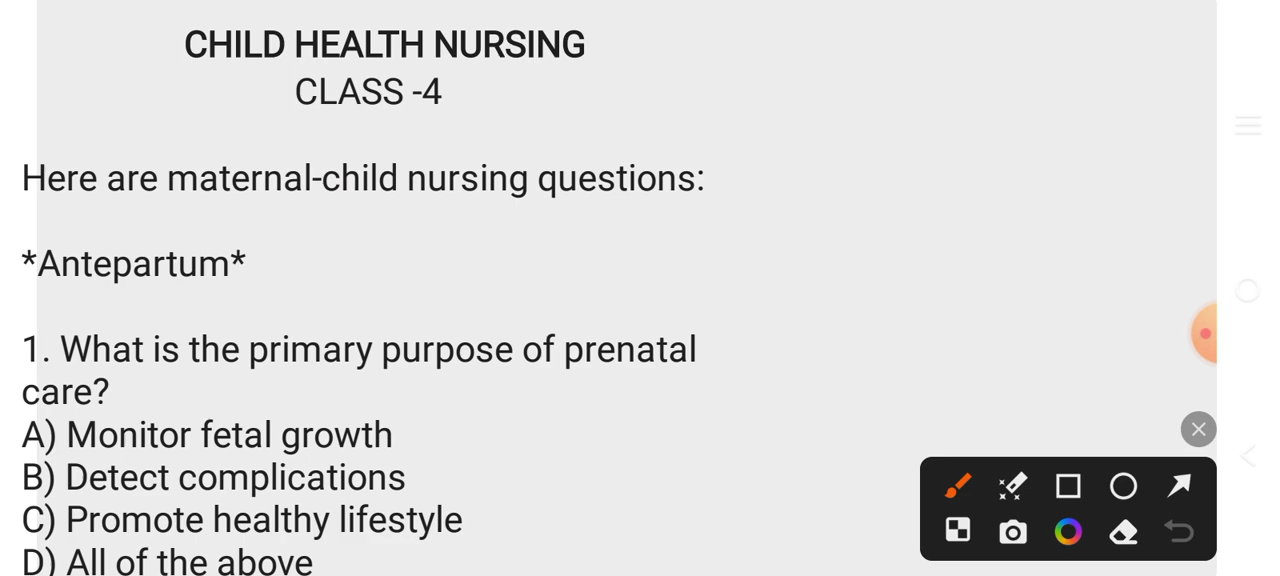 CHILD HEALTH NURSING
CLASS -4
Here are maternal-child nursing questions:
*Antepartum*
1. What is the primary purpose of prenatal
care?
A) Monitor fetal growth
B) Detect complications
C) Promote healthy lifestyle
D) All of the above